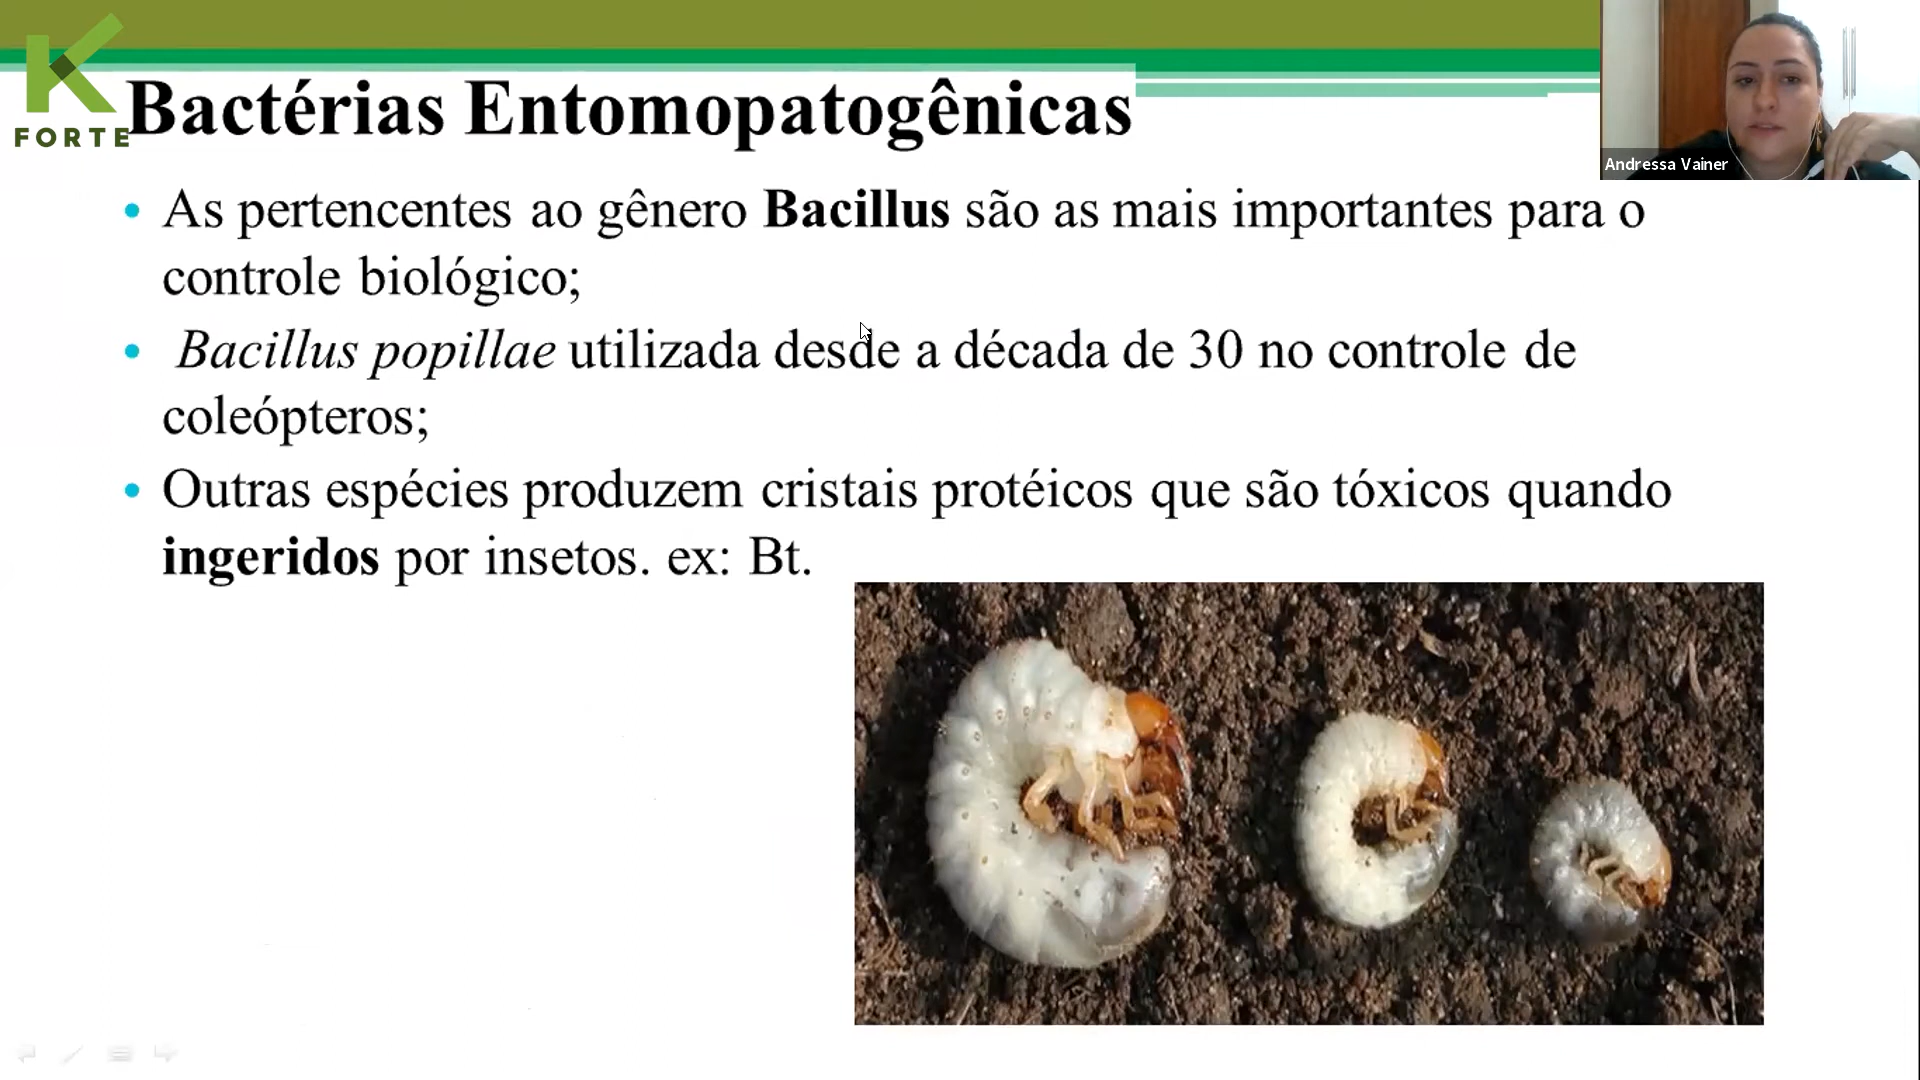 K
FORTE
Bactérias Entomopatogênicas
Andressa Vainer
• As pertencentes ao gênero Bacillus são as mais importantes para o
controle biológico;
• Bacillus popillae utilizada desde a década de 30 no controle de
coleópteros;
• Outras espécies produzem cristais protéicos que são tóxicos quando
ingeridos por insetos. ex: Bt.